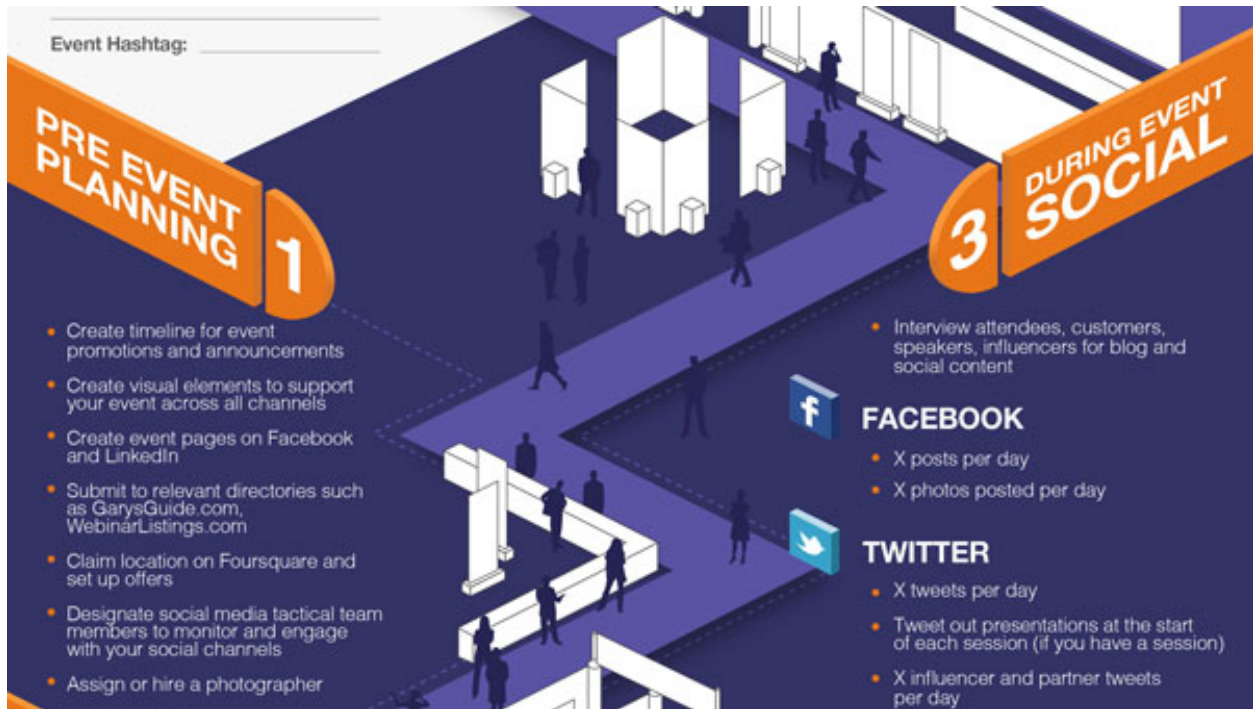 Event Hashtag:
PRE EVENT
PLANNING
1
• Create timeline for event
promotions and announcements
• Create visual elements to support
your event across all channels
• Create event pages on Facebook
and LinkedIn
• Submit to relevant directories such
as GarysGuide.com,
WebinarListings.com
• Claim location on Foursquare and
set up offers
• Designate social media tactical team
members to monitor and engage
with your social channels
• Assign or hire a photographer
3
DURING EVENT
SOCIAL
• Interview attendees, customers,
speakers, influencers for blog and
social content
f
FACEBOOK
• X posts per day
• X photos posted per day
TWITTER
• X tweets per day
• Tweet out presentations at the start
of each session (if you have a session)
• X influencer and partner tweets
per day